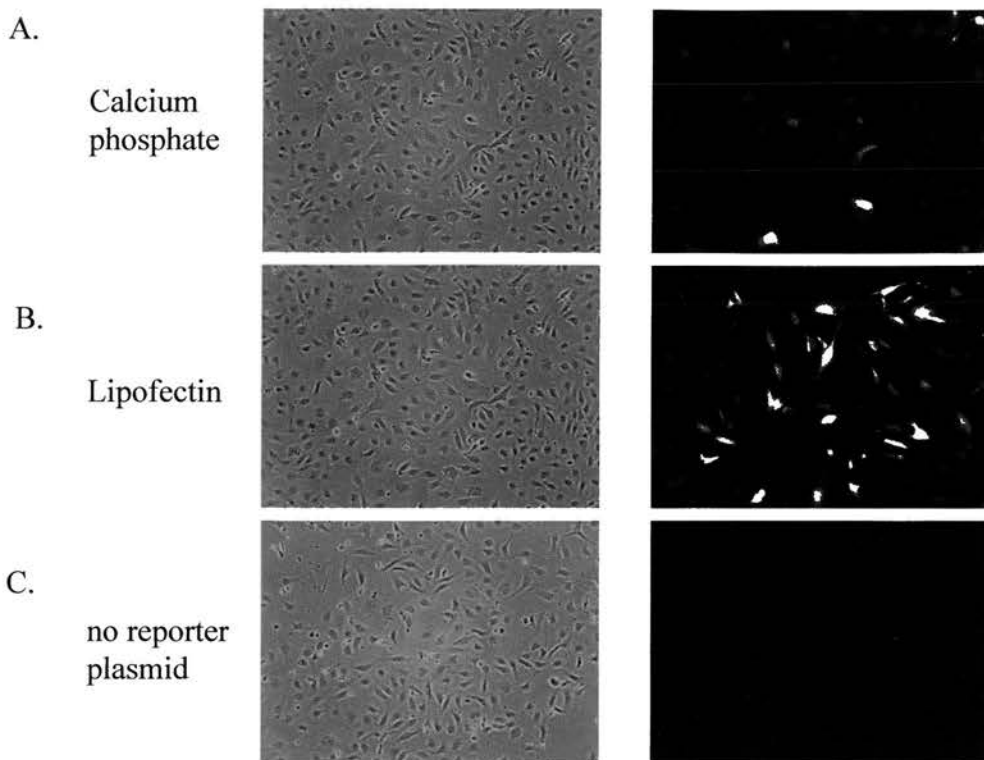 A.
Calcium
phosphate
B.
Lipofectin
C.
no reporter
plasmid